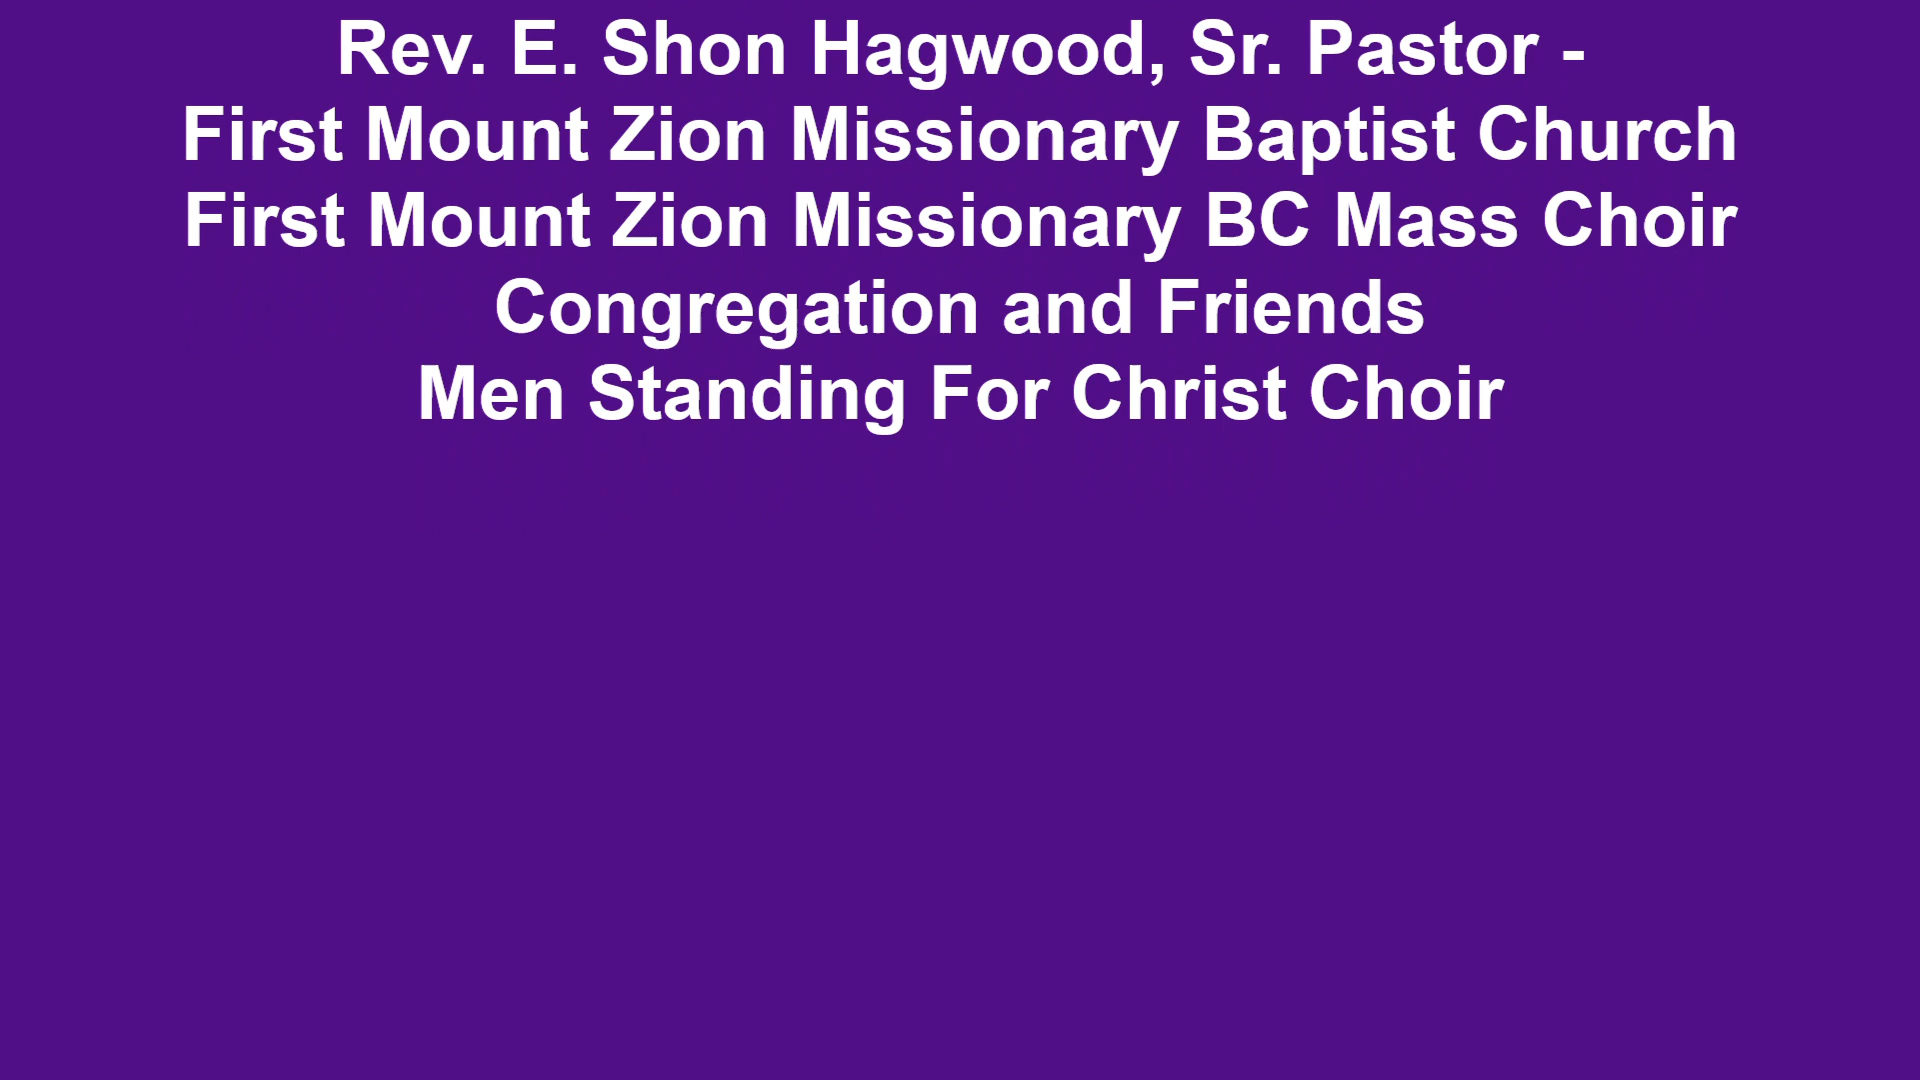 Rev. E. Shon Hagwood, Sr. Pastor -
First Mount Zion Missionary Baptist Church
First Mount Zion Missionary BC Mass Choir
Congregation and Friends
Men Standing For Christ Choir